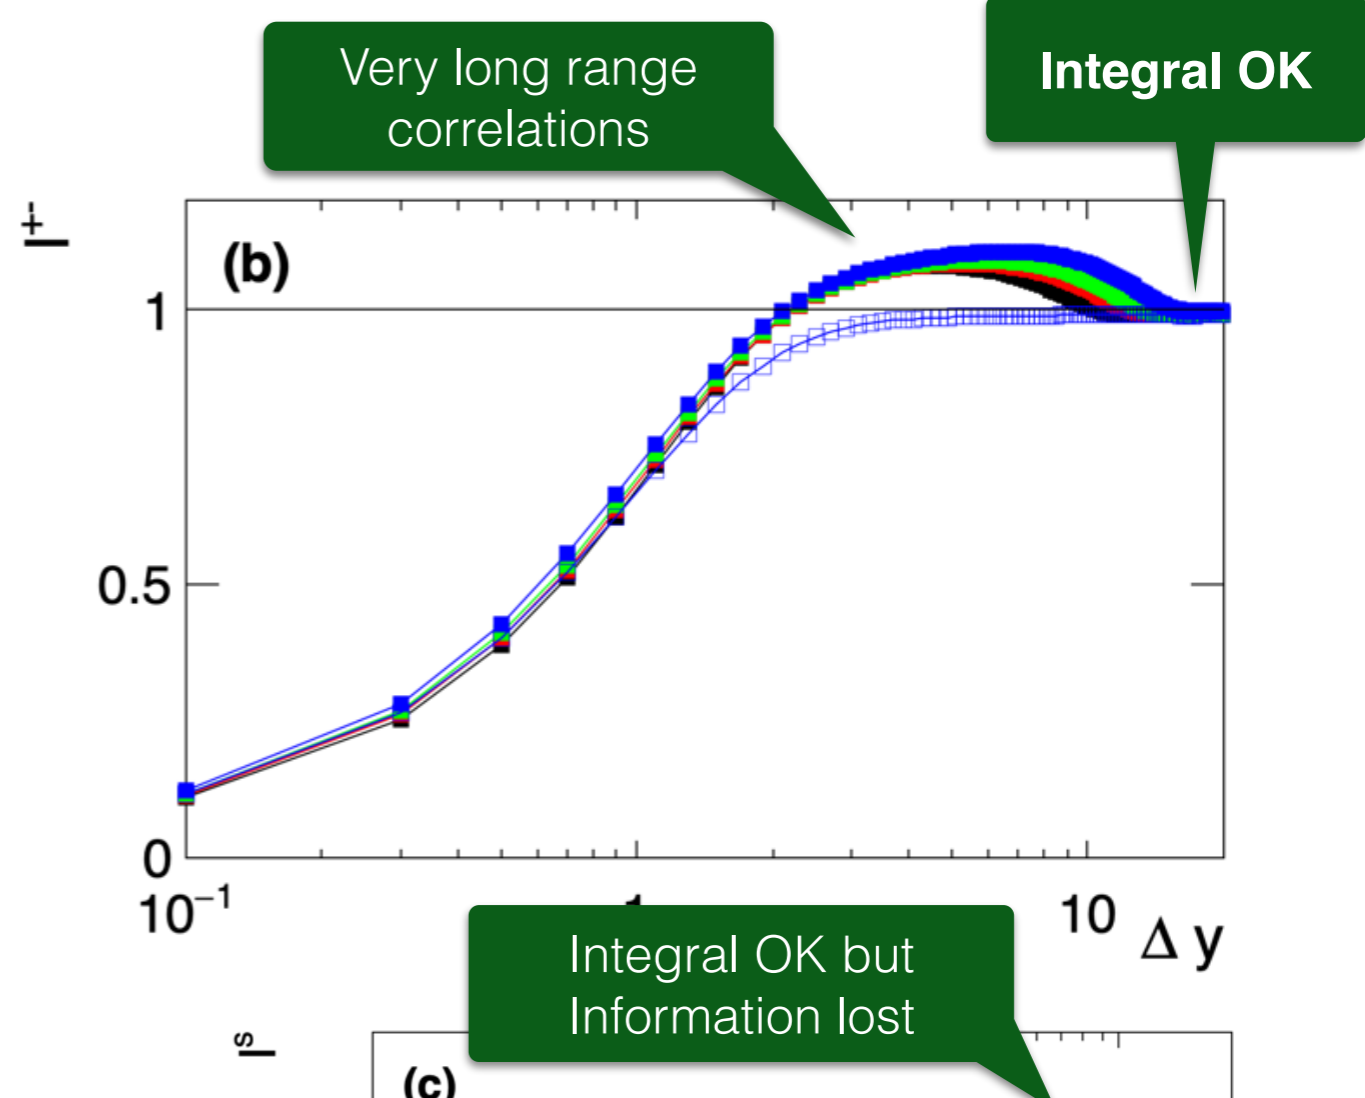 Very long range
correlations
Integral OK
I+-
(b)
1
0.5
0
10−1
1
10
Δ y
Integral OK but
Information lost
Is
(c)